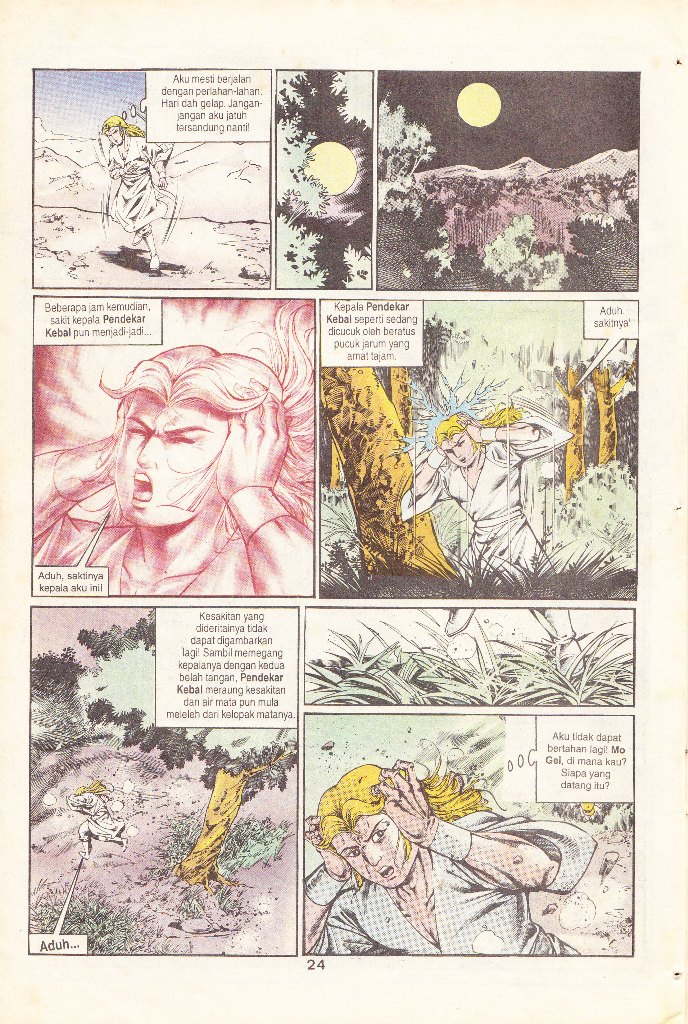 Aku mesti berjalan
dengan perlahan-lahan.
Hari dah gelap. Jangan-
jangan aku jatuh
tersandung nanti!
Beberapa jam kemudian,
sakit kepala Pendekar
Kebal pun menjadi-jadi...
Aduh, saktinya
kepala aku ini!
Kepala Pendekar
Kebal seperti sedang
dicucuk oleh beratus
pucuk jarum yang
amat tajam.
Aduh,
sakitnya!
Kesakitan yang
dideritainya tidak
dapat digambarkan
lagi! Sambil memegang
kepalanya dengan kedua
belah tangan, Pendekar
Kebal meraung kesakitan
dan air mata pun mula
meleleh dari kelopak matanya.
Aduh...
Aku tidak dapat
bertahan lagi! Mo
Gei, di mana kau?
Siapa yang
datang itu?
24